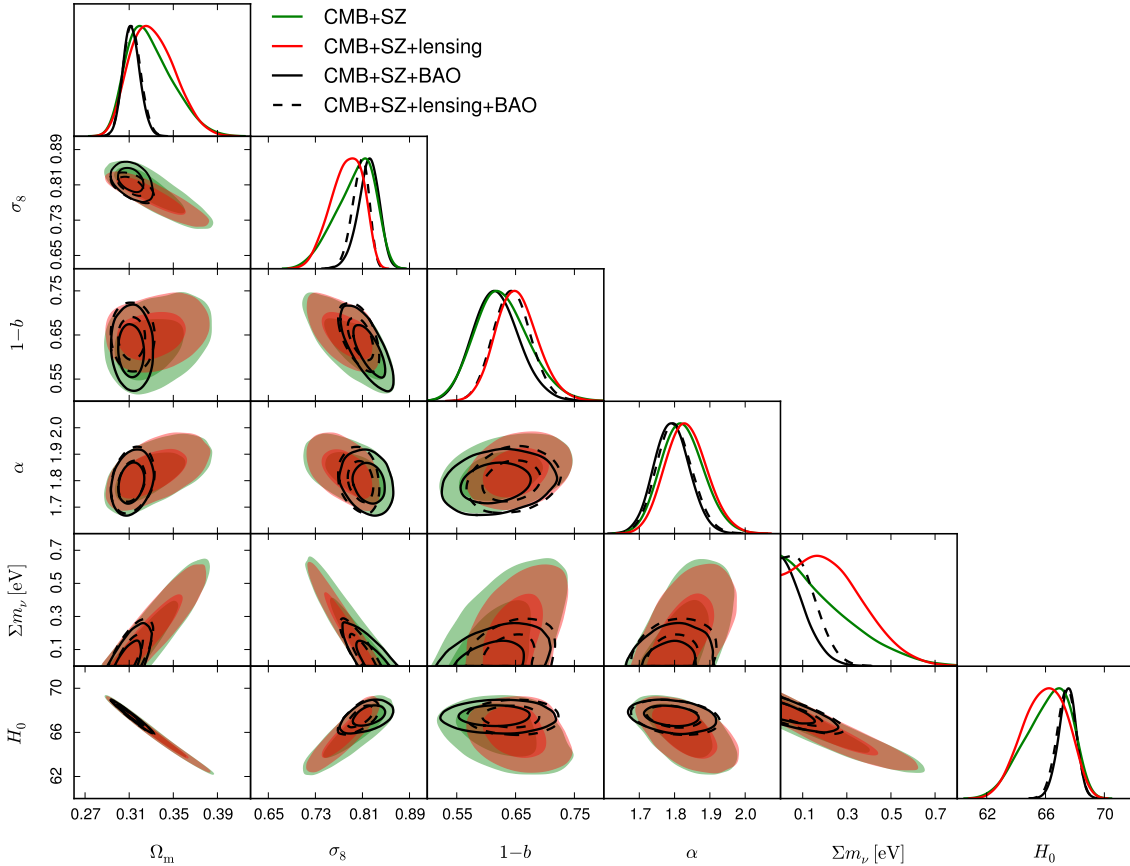 CMB+SZ
CMB+SZ+lensing
CMB+SZ+BAO
CMB+SZ+lensing+BAO
σ8 0.65 0.73 0.81 0.89
1−b 0.55 0.65 0.75
α 1.7 1.8 1.9 2.0
Σmν [eV] 0.1 0.3 0.5 0.7
H0 62 66 70
0.27 0.31 0.35 0.39 0.65 0.73 0.81 0.89 0.55 0.65 0.75 1.7 1.8 1.9 2.0 0.1 0.3 0.5 0.7 62 66 70
Ωm σ8 1−b α Σmν [eV] H0